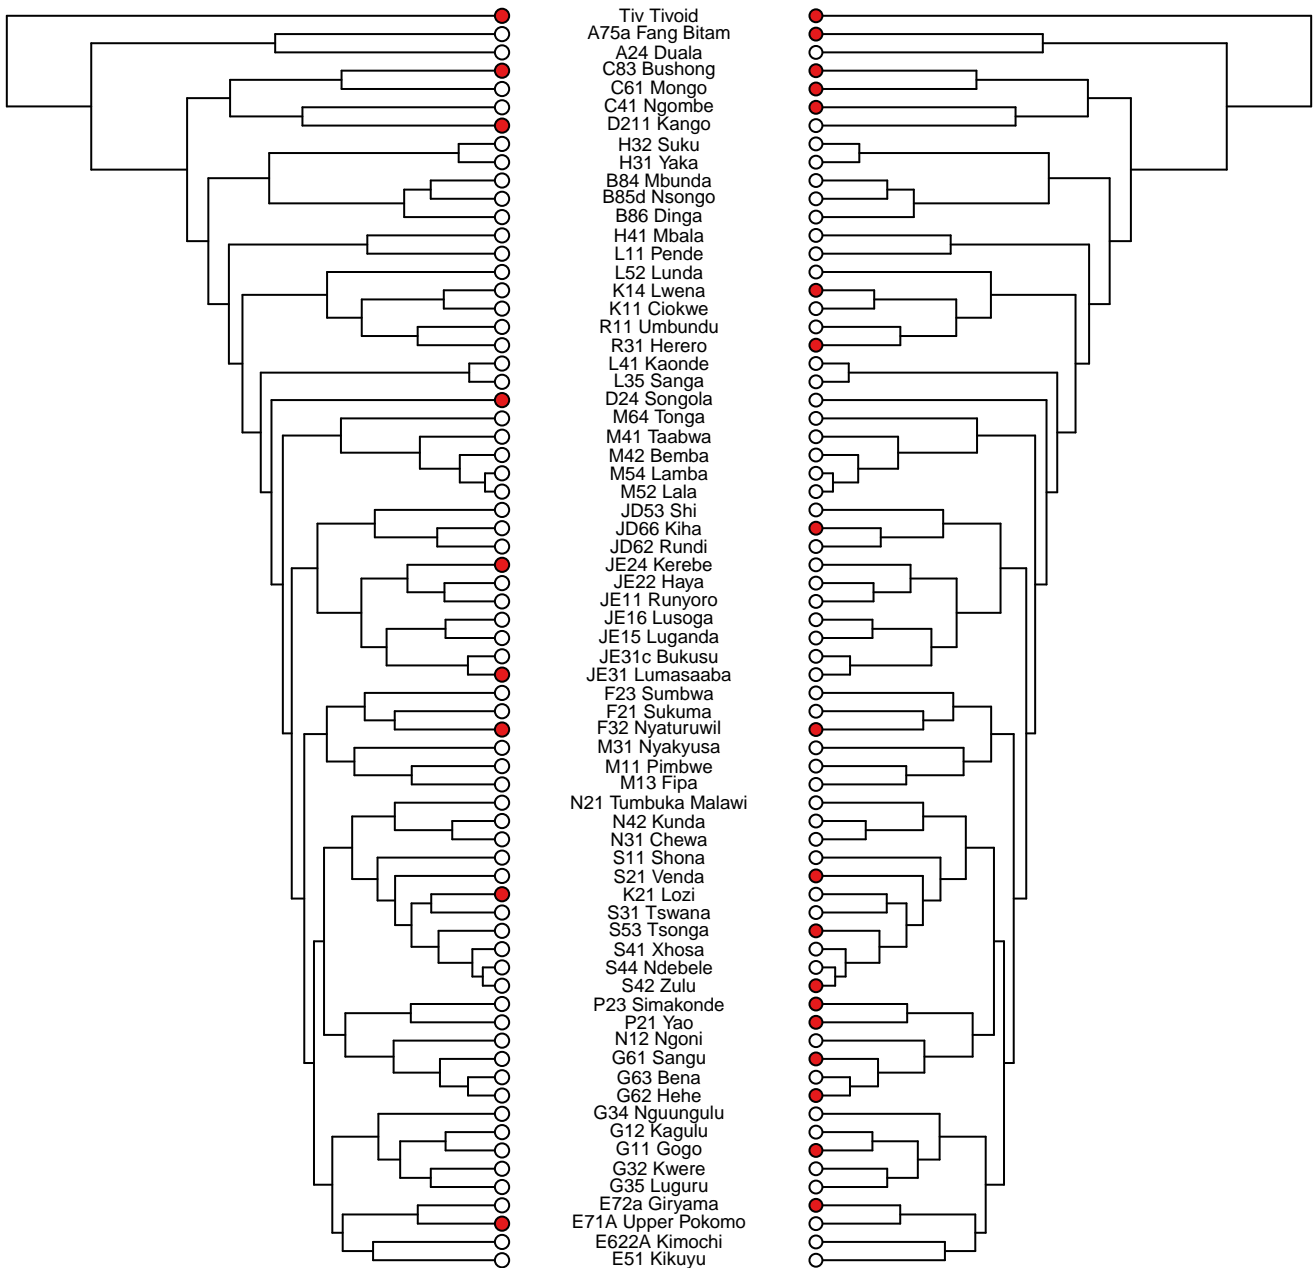 Tiv Tivoid
A75a Fang Bitam
A24 Duala
C83 Bushong
C61 Mongo
C41 Ngombe
D211 Kango
H32 Suku
H31 Yaka
B84 Mbunda
B85d Nsongo
B86 Dinga
H41 Mbala
L11 Pende
L52 Lunda
K14 Lwena
K11 Ciokwe
R11 Umbundu
R31 Herero
L41 Kaonde
L35 Sanga
D24 Songola
M64 Tonga
M41 Taabwa
M42 Bemba
M54 Lamba
M52 Lala
JD53 Shi
JD66 Kiha
JD62 Rundi
JE24 Kerebe
JE22 Haya
JE11 Runyoro
JE16 Lusoga
JE15 Luganda
JE31c Bukusu
JE31 Lumasaaba
F23 Sumbwa
F21 Sukuma
F32 Nyaturuwil
M31 Nyakyusa
M11 Pimbwe
M13 Fipa
N21 Tumbuka Malawi
N42 Kunda
N31 Chewa
S11 Shona
S21 Venda
K21 Lozi
S31 Tswana
S53 Tsonga
S41 Xhosa
S44 Ndebele
S42 Zulu
P23 Simakonde
P21 Yao
N12 Ngoni
G61 Sangu
G63 Bena
G62 Hehe
G34 Nguungulu
G12 Kagulu
G11 Gogo
G32 Kwere
G35 Luguru
E72a Giryama
E71A Upper Pokomo
E622A Kimochi
E51 Kikuyu